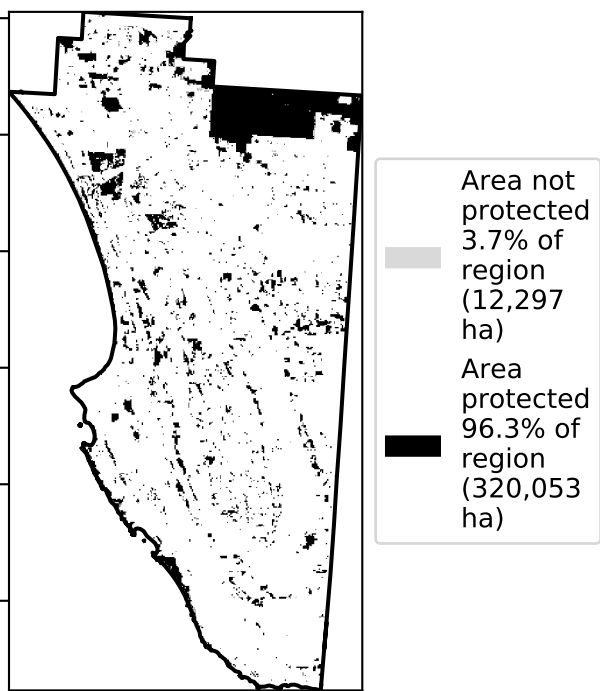 Area not
protected
3.7% of
region
(12,297
ha)
Area
protected
96.3% of
region
(320,053
ha)